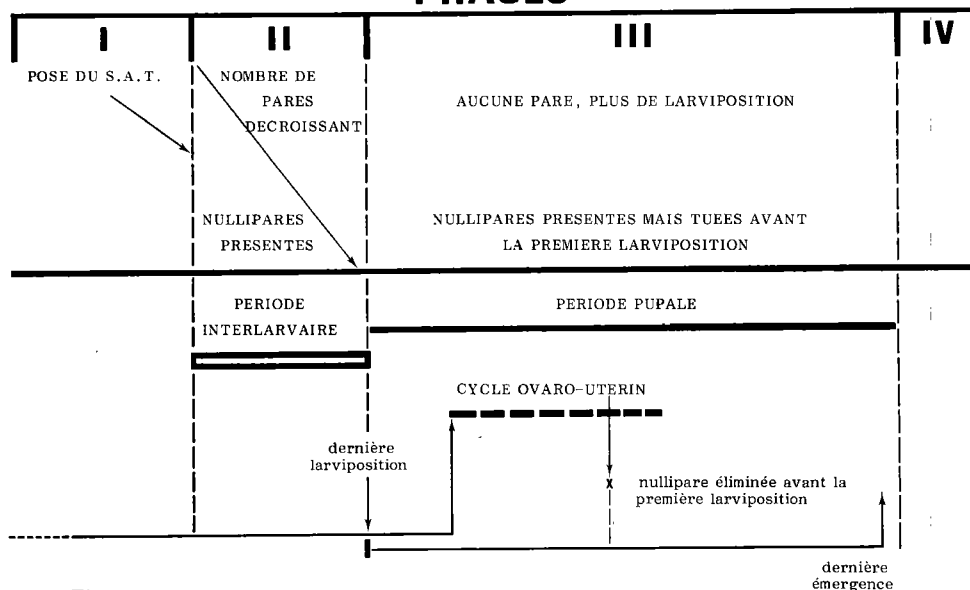 PHASES
I II III IV
POSE DU S.A.T.
NOMBRE DE
PARES
DECROISSANT
AUCUNE PARE, PLUS DE LARVIPOSITION
NULLIPARES
PRESENTES
NULLIPARES PRESENTES MAIS TUEES AVANT
LA PREMIERE LARVIPOSITION
PERIODE
INTERLARVAIRE
PERIODE PUPALE
CYCLE OVARO-UTERIN
dernière
larviposition
x
nullipare éliminée avant la
première larviposition
dernière
émergence